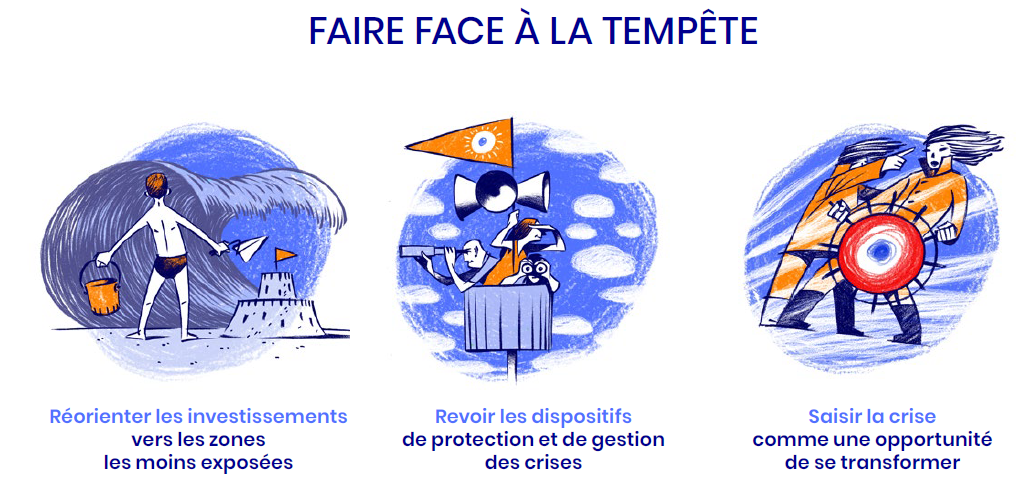 FAIRE FACE À LA TEMPÊTE
Réorienter les investissements
vers les zones
les moins exposées
Revoir les dispositifs
de protection et de gestion
des crises
Saisir la crise
comme une opportunité
de se transformer